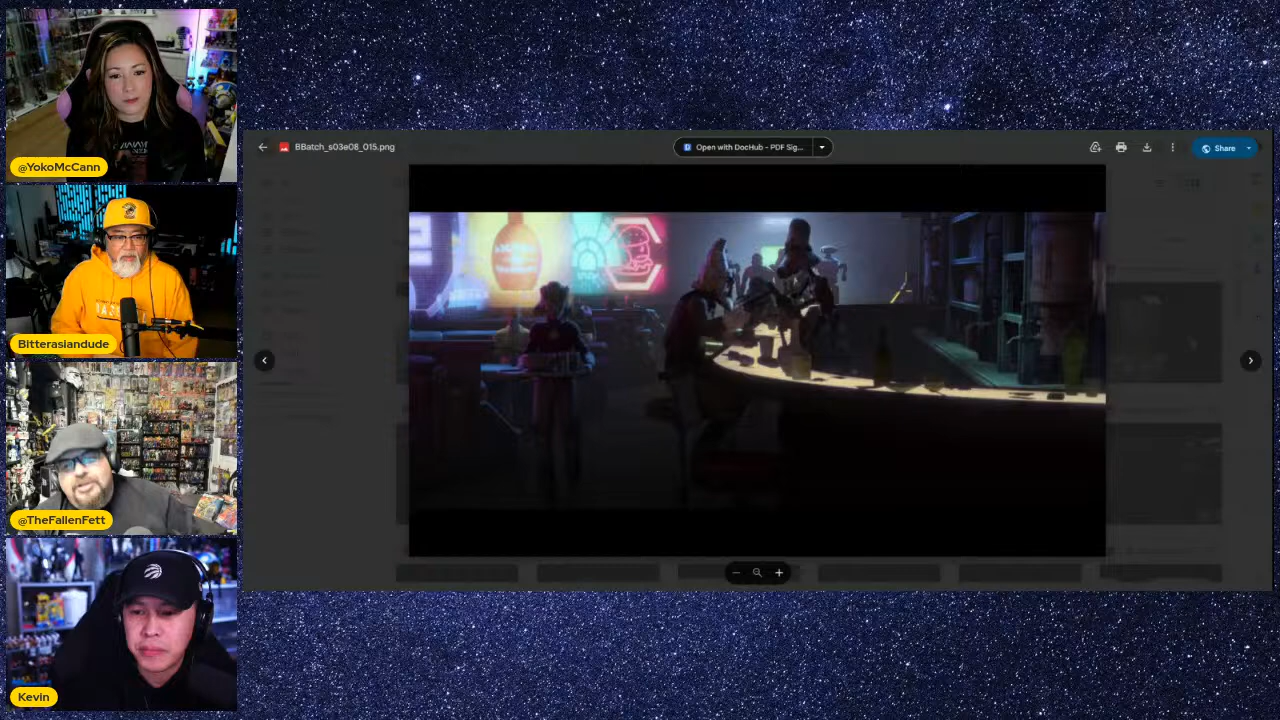 @YokoMcCann
Bitterasiandude
@TheFallenFett
Kevin
BBatch_s03e08_015.png
Open with DocHub - PDF Sig...
Share